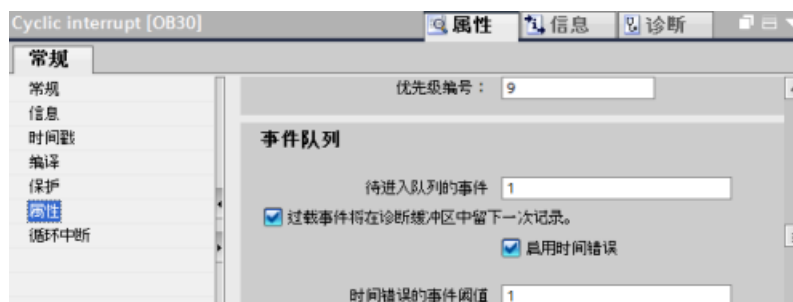 Cyclic interrupt [OB30]
属性 信息 诊断
常规
常规
信息
时间戳
编译
保护
属性
循环中断
优先级编号： 9
事件队列
待进入队列的事件 1
过载事件将在诊断缓冲区中留下一次记录。
启用时间错误
时间错误的事件阈值 1